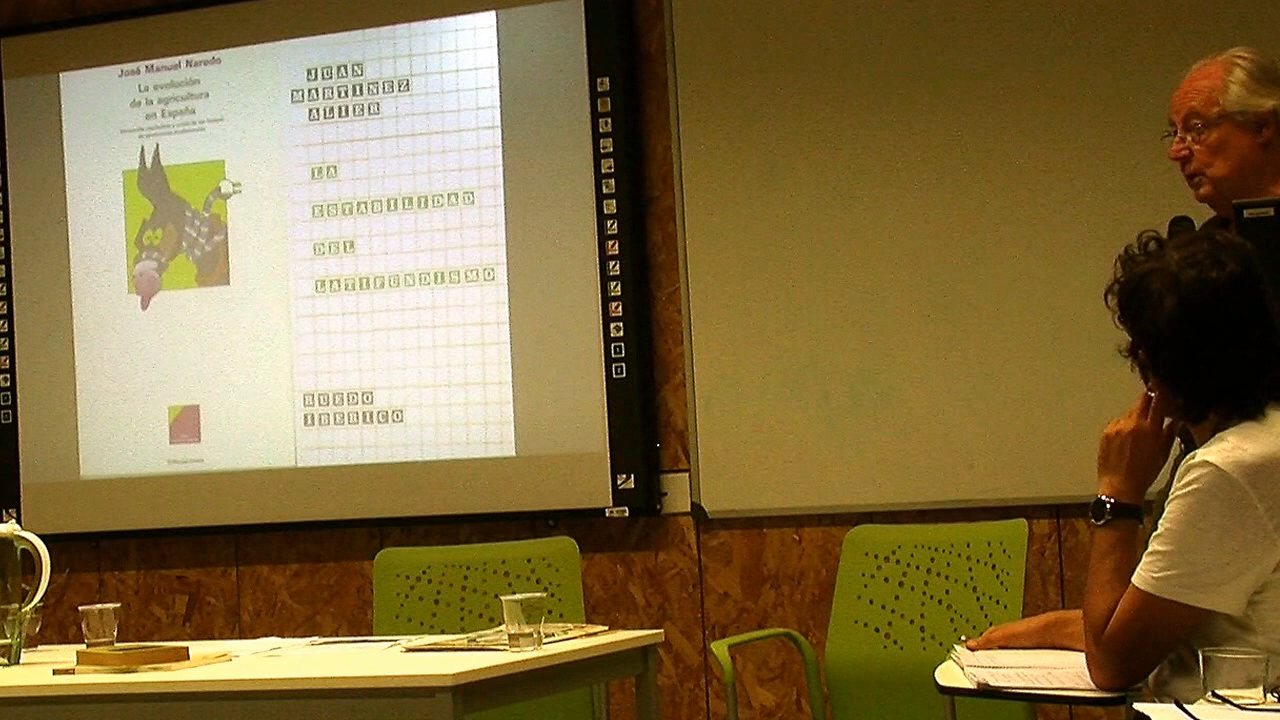 José Manuel Naredo
La evolución
de la agricultura
en España
JUAN
MARTINEZ
ALIER
LA
ESTABILIDAD
DEL
LATIFUNDISMO
RUEDO
IBERICO